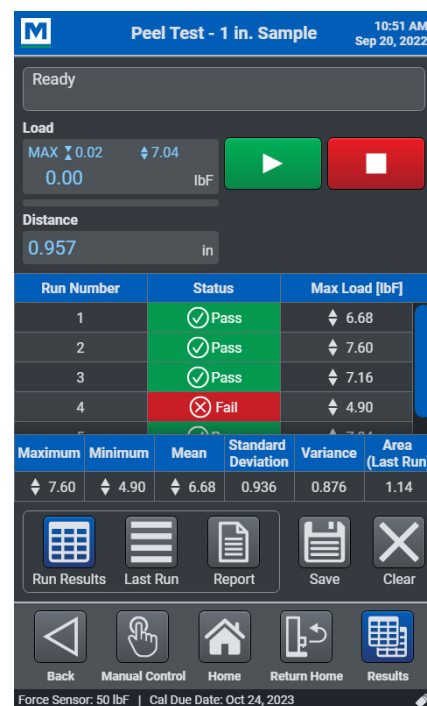 M
Peel Test - 1 in. Sample
10:51 AM
Sep 20, 2022
Ready
Load
MAX 0.02 7.04
0.00 lbF
Distance
0.957 in
Run Number Status Max Load [lbF]
1 Pass 6.68
2 Pass 7.60
3 Pass 7.16
4 Fail 4.90
Maximum Minimum Mean Standard Deviation Variance Area (Last Run
7.60 4.90 6.68 0.936 0.876 1.14
Run Results Last Run Report Save Clear
Back Manual Control Home Return Home Results
Force Sensor: 50 lbF | Cal Due Date: Oct 24, 2023